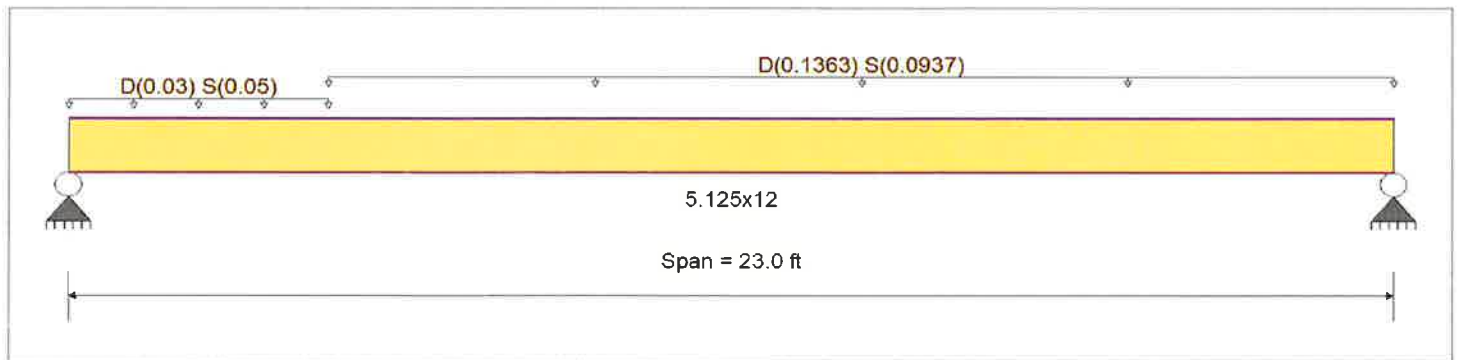 D(0.1363) S(0.0937)
D(0.03) S(0.05)
5.125x12
Span = 23.0 ft